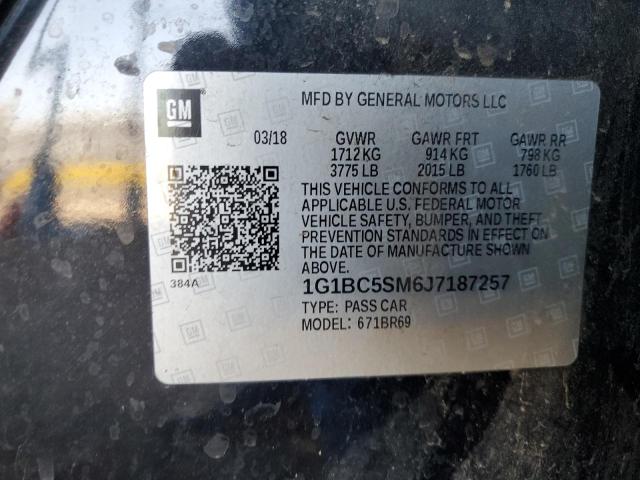 GM
MFD BY GENERAL MOTORS LLC
03/18 GVWR GAWR FRT GAWR RR
1712 KG 914 KG 798 KG
3775 LB 2015 LB 1760 LB
THIS VEHICLE CONFORMS TO ALL
APPLICABLE U.S. FEDERAL MOTOR
VEHICLE SAFETY, BUMPER, AND THEFT
PREVENTION STANDARDS IN EFFECT ON
THE DATE OF MANUFACTURE SHOWN
ABOVE.
384A
1G1BC5SM6J7187257
TYPE: PASS CAR
MODEL: 671BR69